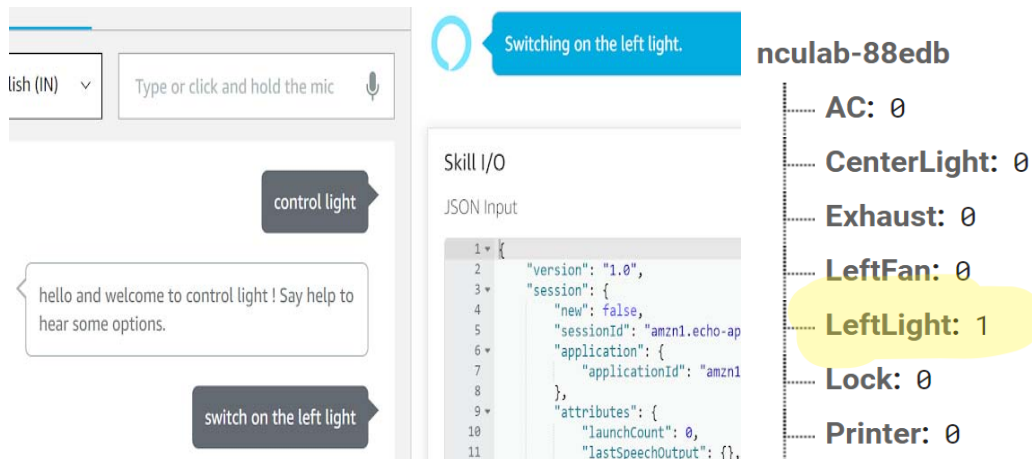 lish (IN)
Type or click and hold the mic
control light
hello and welcome to control light ! Say help to
hear some options.
switch on the left light
Switching on the left light.
Skill I/O
JSON Input
1 {
2 "version": "1.0",
3 "session": {
4 "new": false,
5 "sessionId": "amzn1.echo-ap
6 "application": {
7 "applicationId": "amzn1
8 },
9 "attributes": {
10 "launchCount": 0,
11 "lastSpeechOutput": {},
nculab-88edb
AC: 0
CenterLight: 0
Exhaust: 0
LeftFan: 0
LeftLight: 1
Lock: 0
Printer: 0